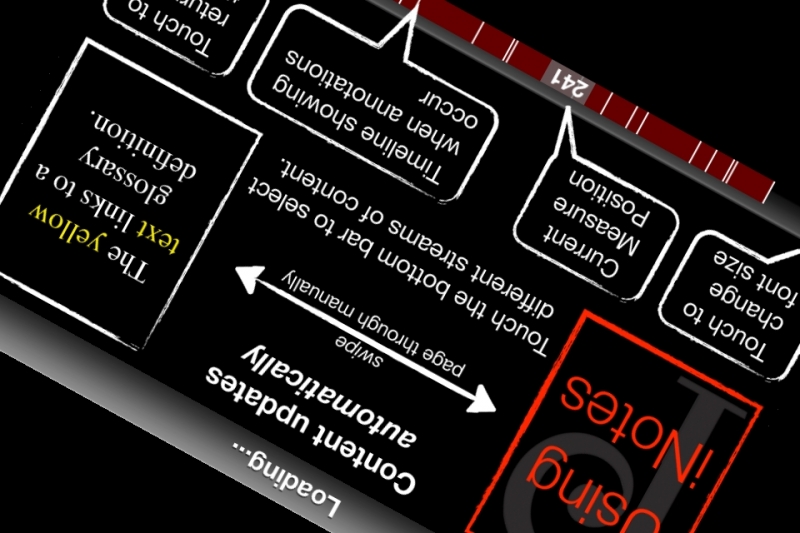 Loading...
Using
iNotes
Content updates
automatically
swipe
page through manually
Touch the bottom bar to select
different streams of content.
The yellow
text links to a
glossary
definition.
Touch to
change
font size
Current
Measure
Position
Timeline showing
when annotations
occur
Touch to
241